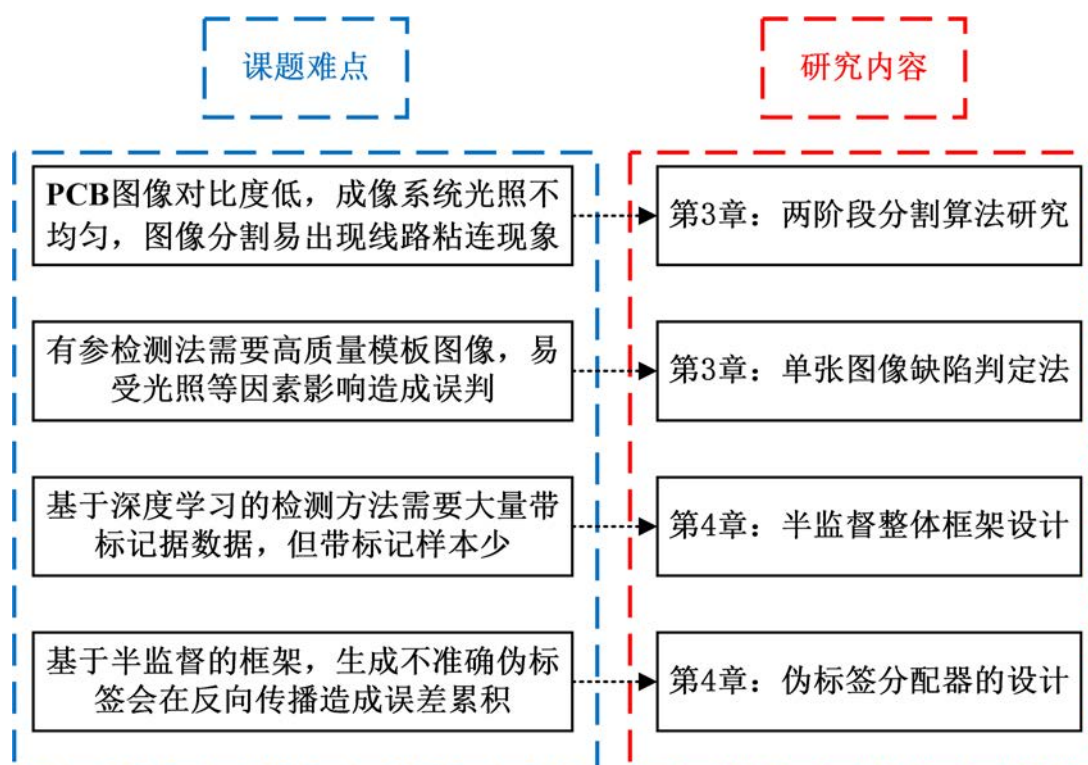 课题难点
研究内容
PCB图像对比度低，成像系统光照不
均匀，图像分割易出现线路粘连现象
第3章：两阶段分割算法研究
有参检测法需要高质量模板图像，易
受光照等因素影响造成误判
第3章：单张图像缺陷判定法
基于深度学习的检测方法需要大量带
标记据数据，但带标记样本少
第4章：半监督整体框架设计
基于半监督的框架，生成不准确伪标
签会在反向传播造成误差累积
第4章：伪标签分配器的设计